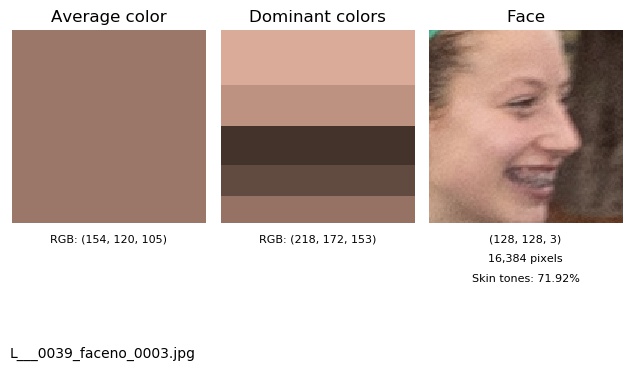 Average color
Dominant colors
Face
RGB: (154, 120, 105)
RGB: (218, 172, 153)
(128, 128, 3)
16,384 pixels
Skin tones: 71.92%
L___0039_faceno_0003.jpg